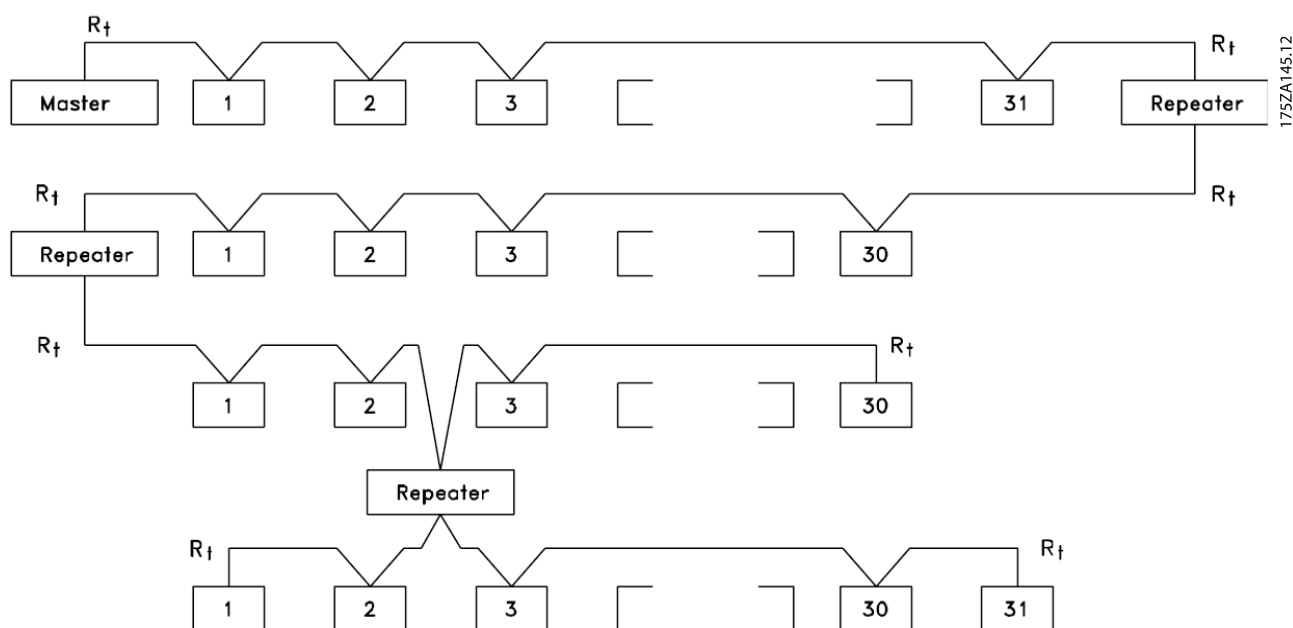 Rt
Rt
Master 1 2 3 31 Repeater
175ZA145.12
Rt Rt
Repeater 1 2 3 30
Rt Rt
1 2 3 30
Repeater
Rt Rt
1 2 3 30 31